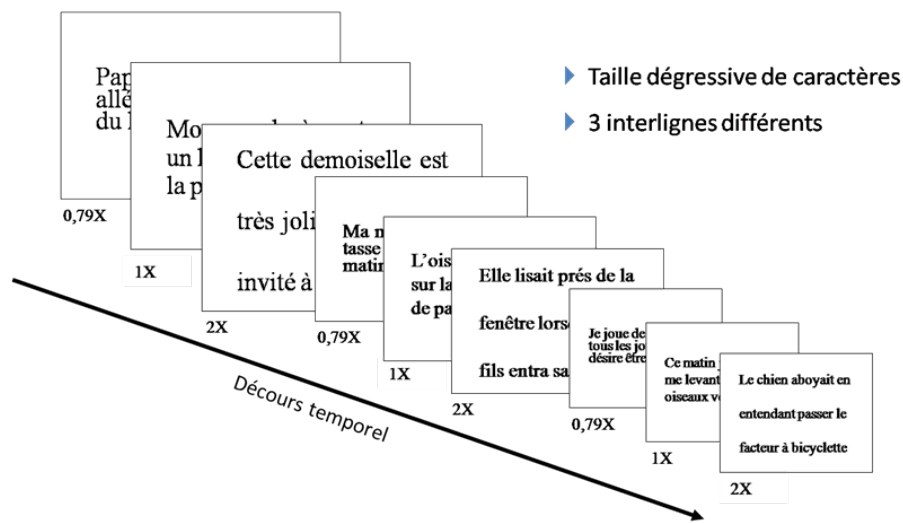 Taille dégressive de caractères
3 interlignes différents
Pap
allé
du l
0,79X
Mo
un l
la p
1X
Cette demoiselle est
très joli
invité à
2X
Ma m
tasse
matin
0,79X
L'ois
sur la
de pa
1X
Elle lisait prés de la
fenêtre lors
fils entra sa
2X
Je joue de
tous les jo
désire être
0,79X
Ce matin
me levant
oiseaux v
1X
Le chien aboyait en
entendant passer le
facteur à bicyclette
2X
Décours temporel